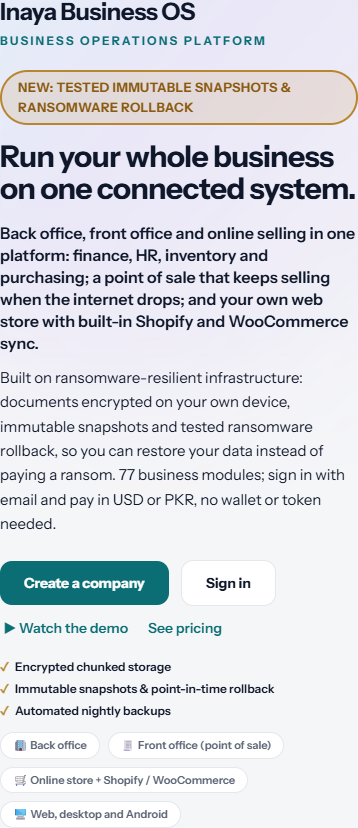 Inaya Business OS
BUSINESS OPERATIONS PLATFORM
NEW: TESTED IMMUTABLE SNAPSHOTS &
RANSOMWARE ROLLBACK
Run your whole business
on one connected system.
Back office, front office and online selling in one
platform: finance, HR, inventory and
purchasing; a point of sale that keeps selling
when the internet drops; and your own web
store with built-in Shopify and WooCommerce
sync.
Built on ransomware-resilient infrastructure:
documents encrypted on your own device,
immutable snapshots and tested ransomware
rollback, so you can restore your data instead of
paying a ransom. 77 business modules; sign in with
email and pay in USD or PKR, no wallet or token
needed.
Create a company Sign in
▶ Watch the demo See pricing
✓ Encrypted chunked storage
✓ Immutable snapshots & point-in-time rollback
✓ Automated nightly backups
Back office Front office (point of sale)
Online store + Shopify / WooCommerce
Web, desktop and Android